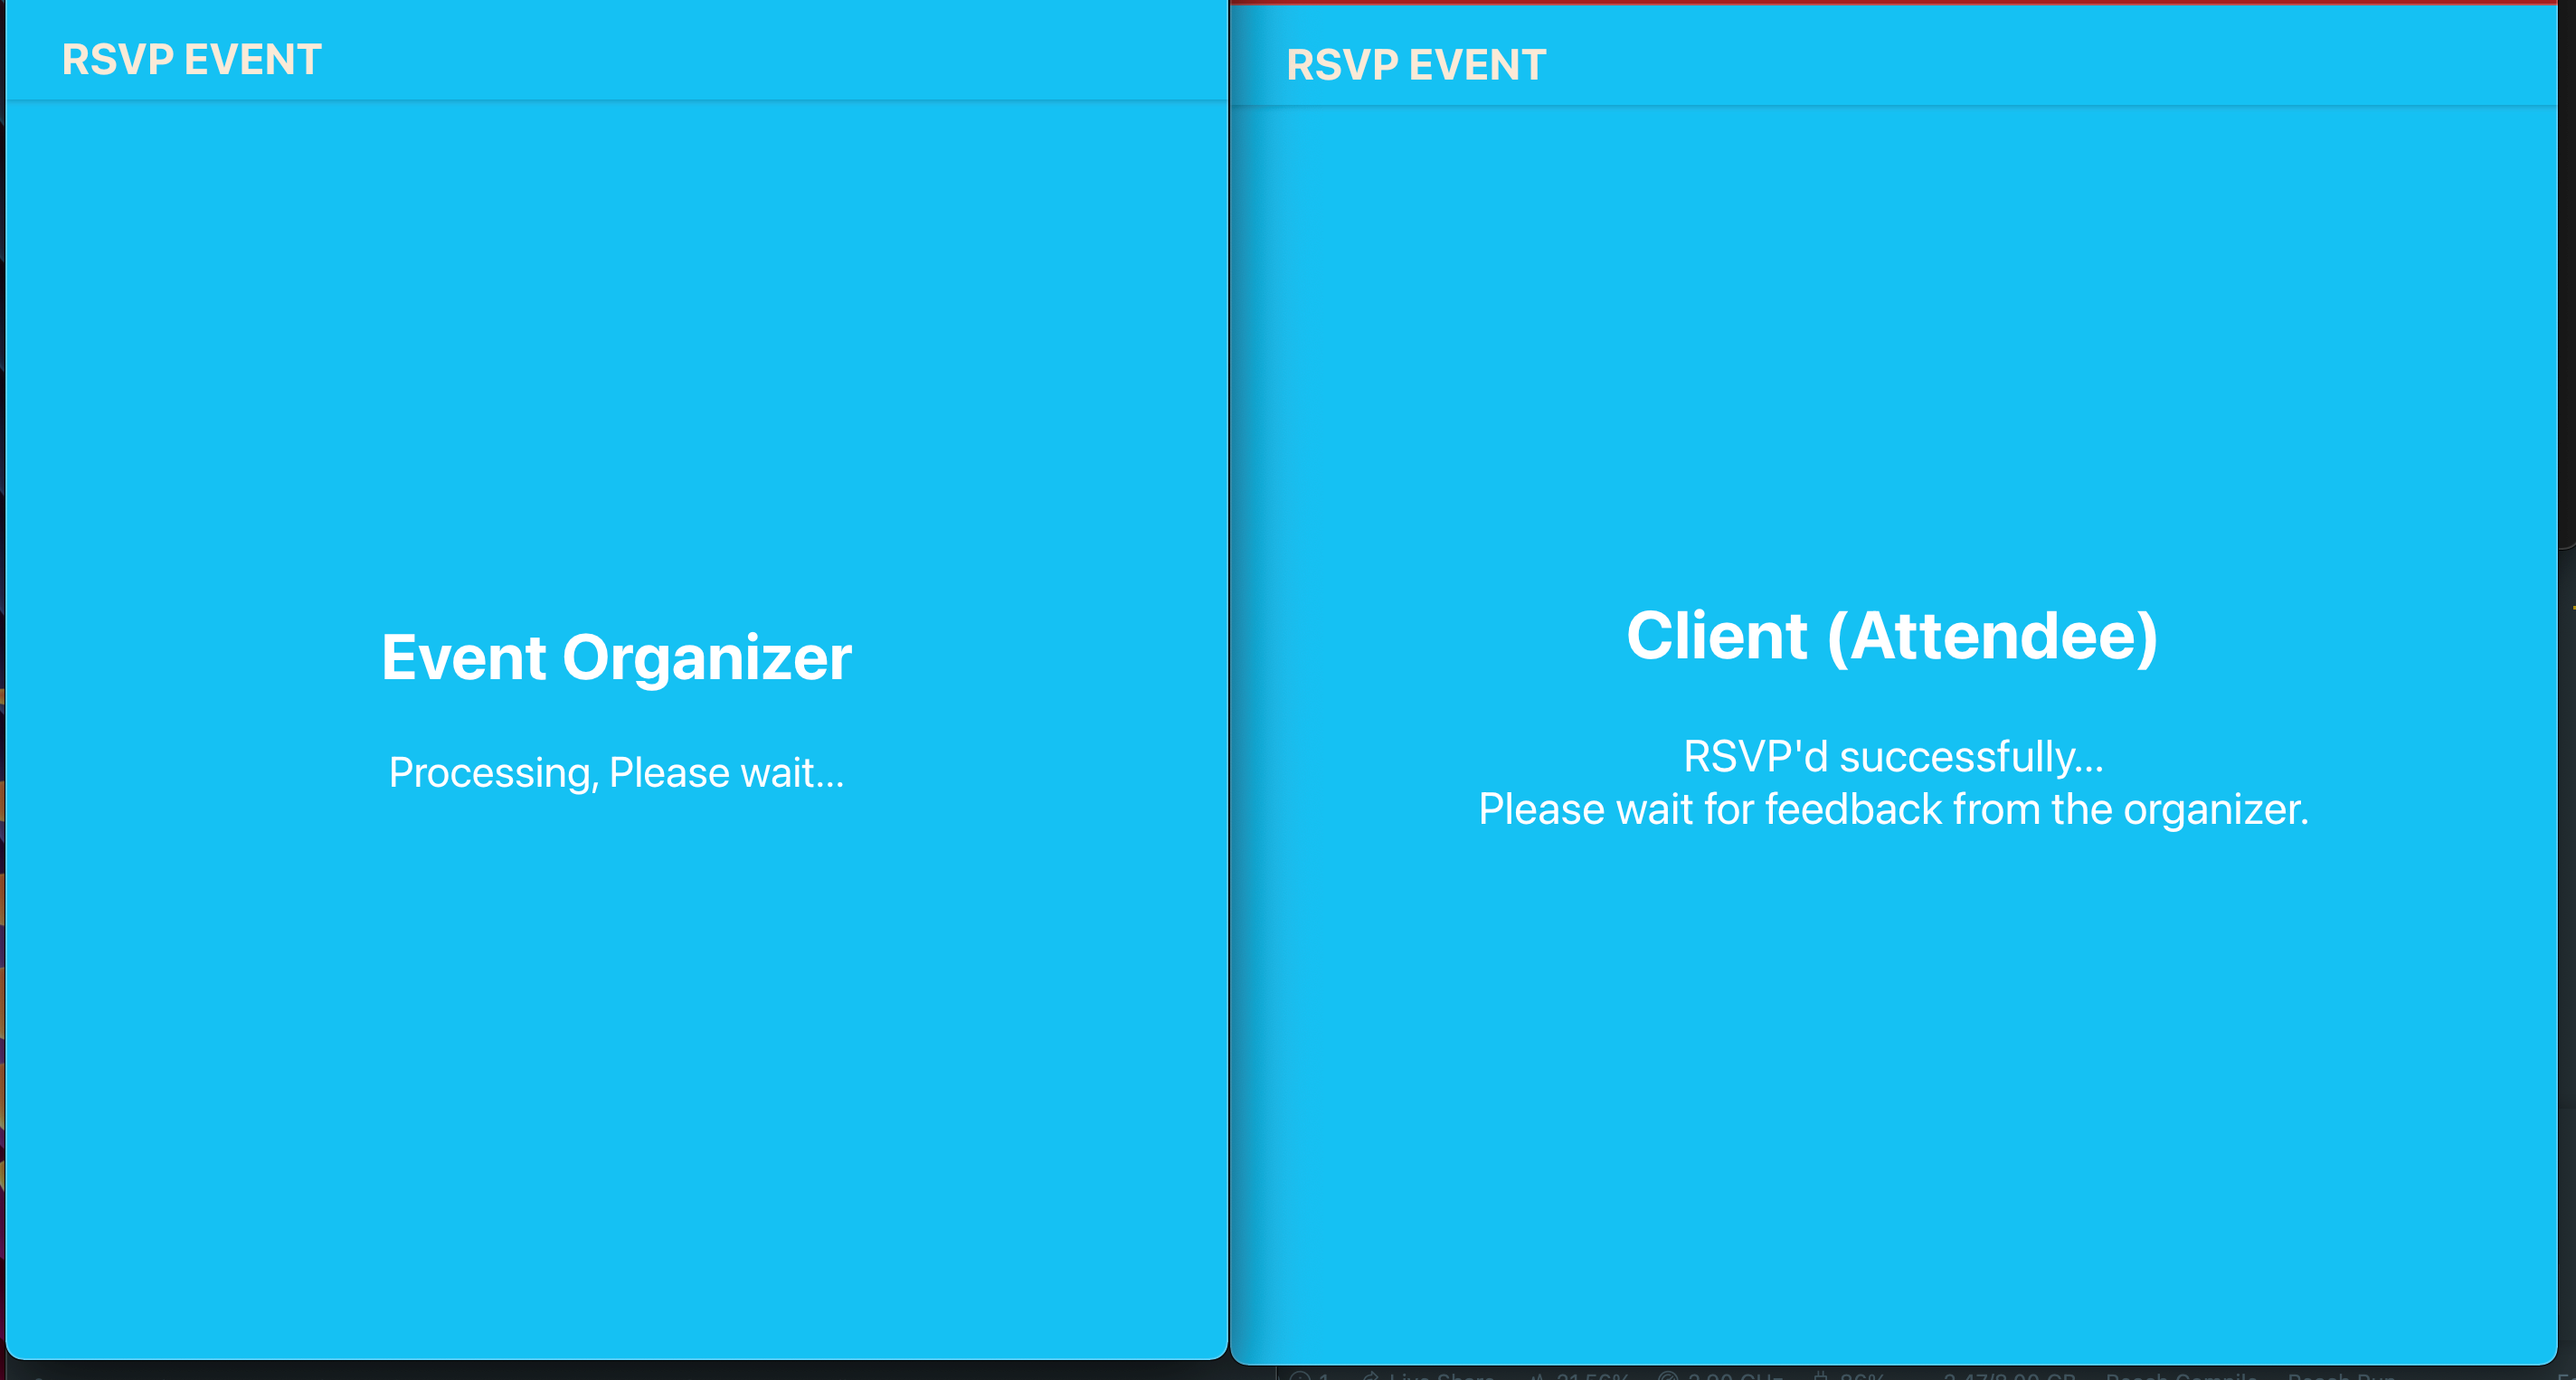 RSVP EVENT
Event Organizer
Processing, Please wait...
RSVP EVENT
Client (Attendee)
RSVP'd successfully...
Please wait for feedback from the organizer.